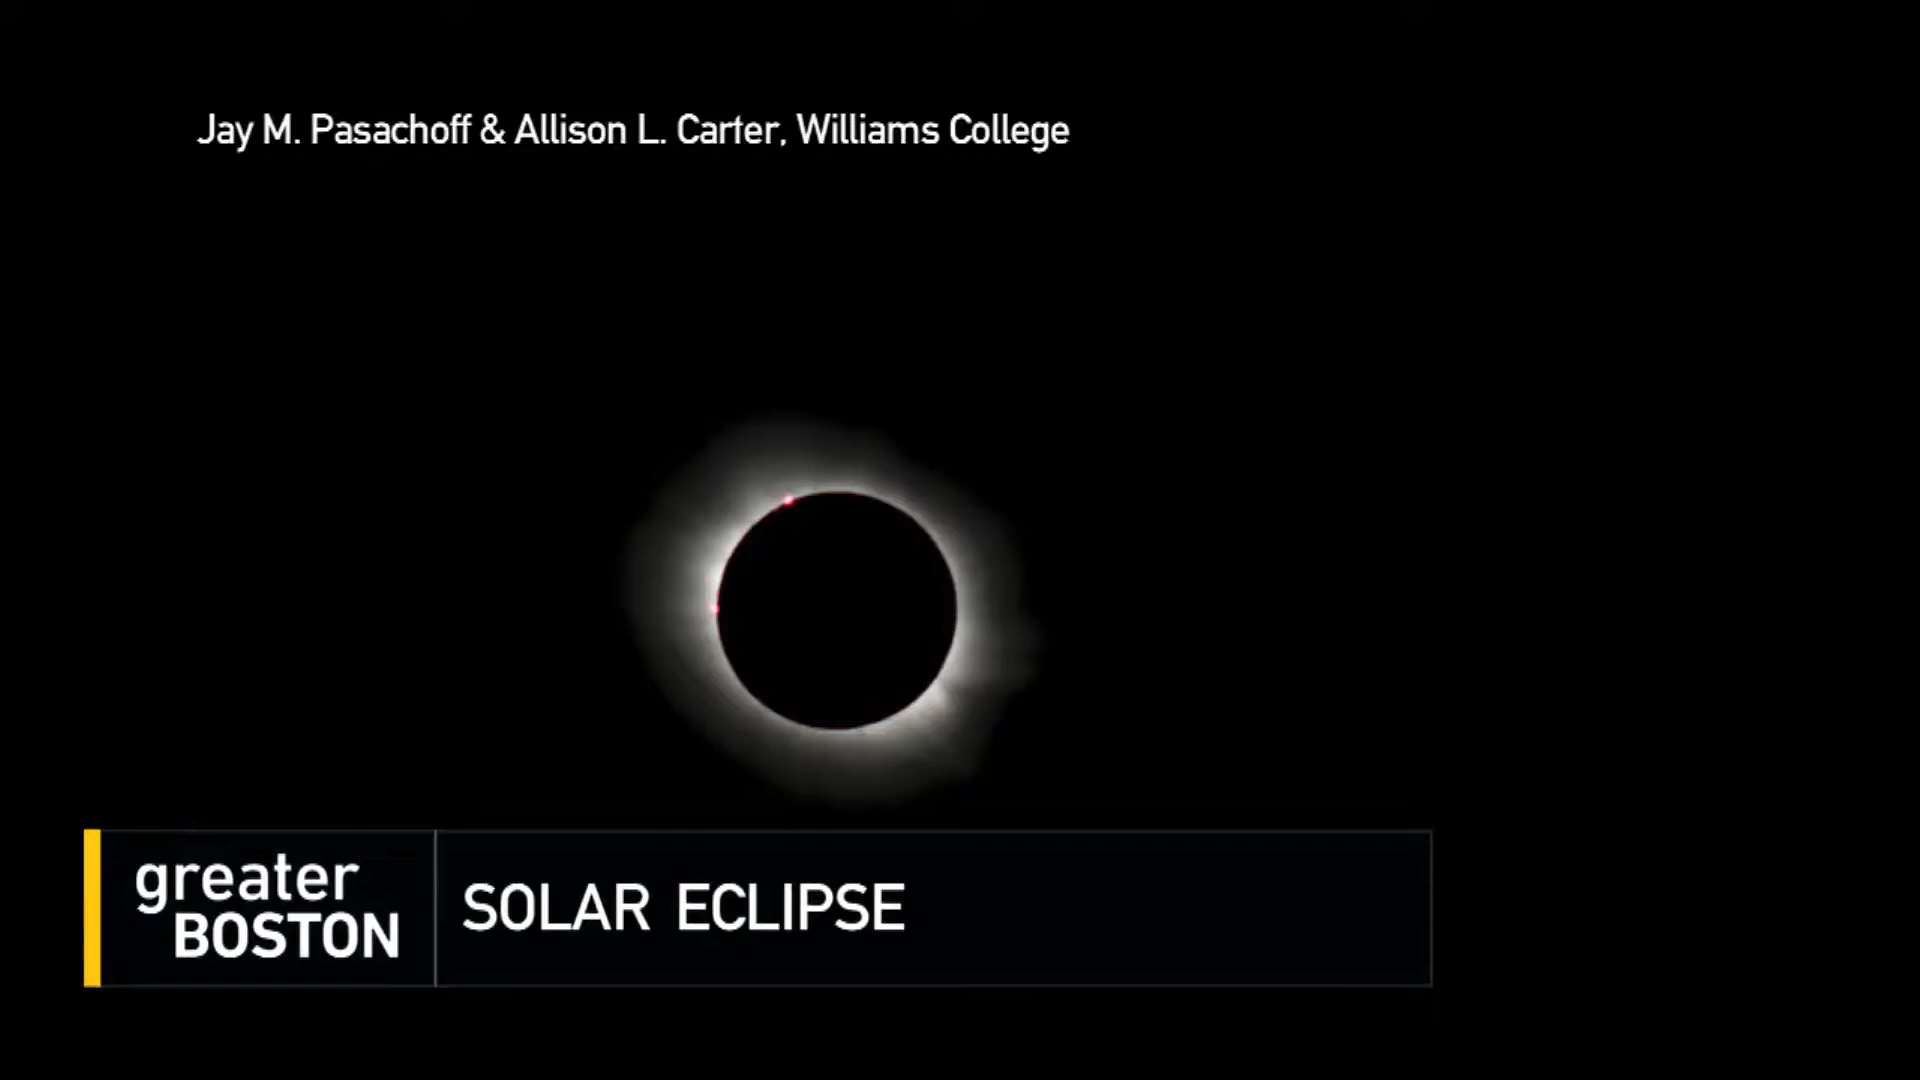 Jay M. Pasachoff & Allison L. Carter, Williams College
greater
BOSTON
SOLAR ECLIPSE